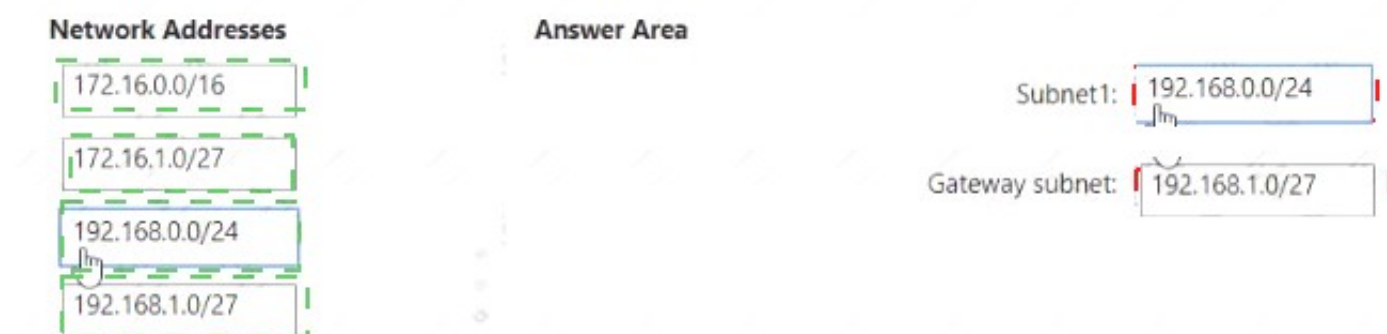 Network Addresses
172.16.0.0/16
172.16.1.0/27
192.168.0.0/24
192.168.1.0/27
Answer Area
Subnet1: 192.168.0.0/24
Gateway subnet: 192.168.1.0/27